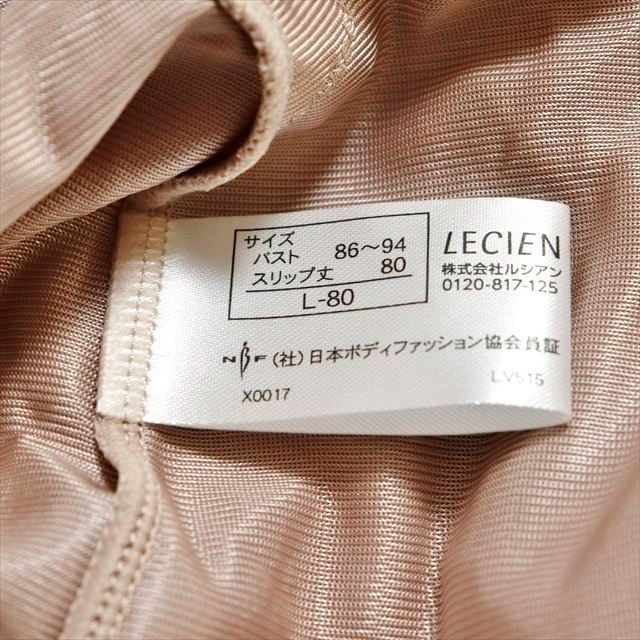 サイズ
バスト 86～94
スリップ丈 80
L-80
LECIEN
株式会社ルシアン
0120-817-125
NBF (社)日本ボディファッション協会員証
X0017
LV515